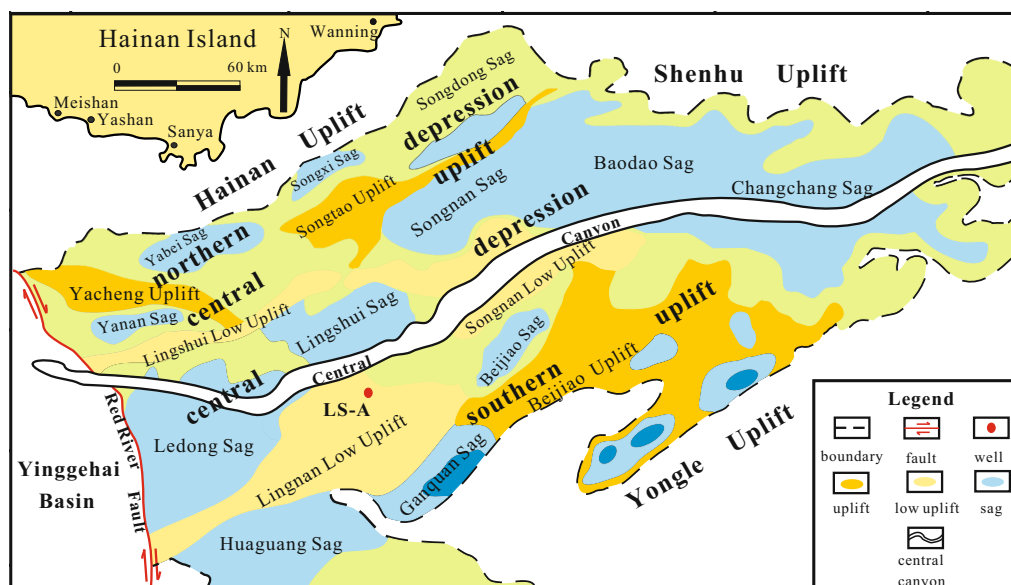 Hainan Island
Wanning
N
0 60 km
Meishan
Yashan
Sanya
Hainan Uplift
Shenhu Uplift
Songdong Sag
northern depression
Songxi Sag
Songtao Uplift
central uplift
Songnan Sag
Baodao Sag
Changchang Sag
Yabei Sag
Yacheng Uplift
Yanan Sag
Lingshui Low Uplift
Lingshui Sag
central depression
Central Canyon
Songnan Low Uplift
Beijiao Sag
southern uplift
Beijiao Uplift
LS-A
Ledong Sag
Lingnan Low Uplift
Ganquan Sag
Yongle Uplift
Red River Fault
Yinggehai
Basin
Huaguang Sag
Legend
boundary
fault
well
uplift
low uplift
sag
central
canyon